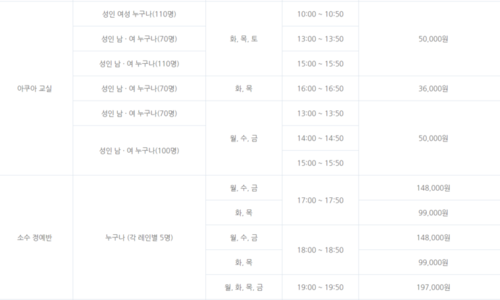 성인 여성 누구나(110명)
10:00 ~ 10:50
성인 남 · 여 누구나(70명)
화, 목, 토
13:00 ~ 13:50
50,000원
성인 남 · 여 누구나(110명)
15:00 ~ 15:50
아쿠아 교실
성인 남 · 여 누구나(70명)
화, 목
16:00 ~ 16:50
36,000원
성인 남 · 여 누구나(70명)
13:00 ~ 13:50
성인 남 · 여 누구나(100명)
월, 수, 금
14:00 ~ 14:50
50,000원
15:00 ~ 15:50
소수 정예반
누구나 (각 레인별 5명)
월, 수, 금
17:00 ~ 17:50
148,000원
화, 목
99,000원
월, 수, 금
18:00 ~ 18:50
148,000원
화, 목
99,000원
월, 화, 목, 금
19:00 ~ 19:50
197,000원